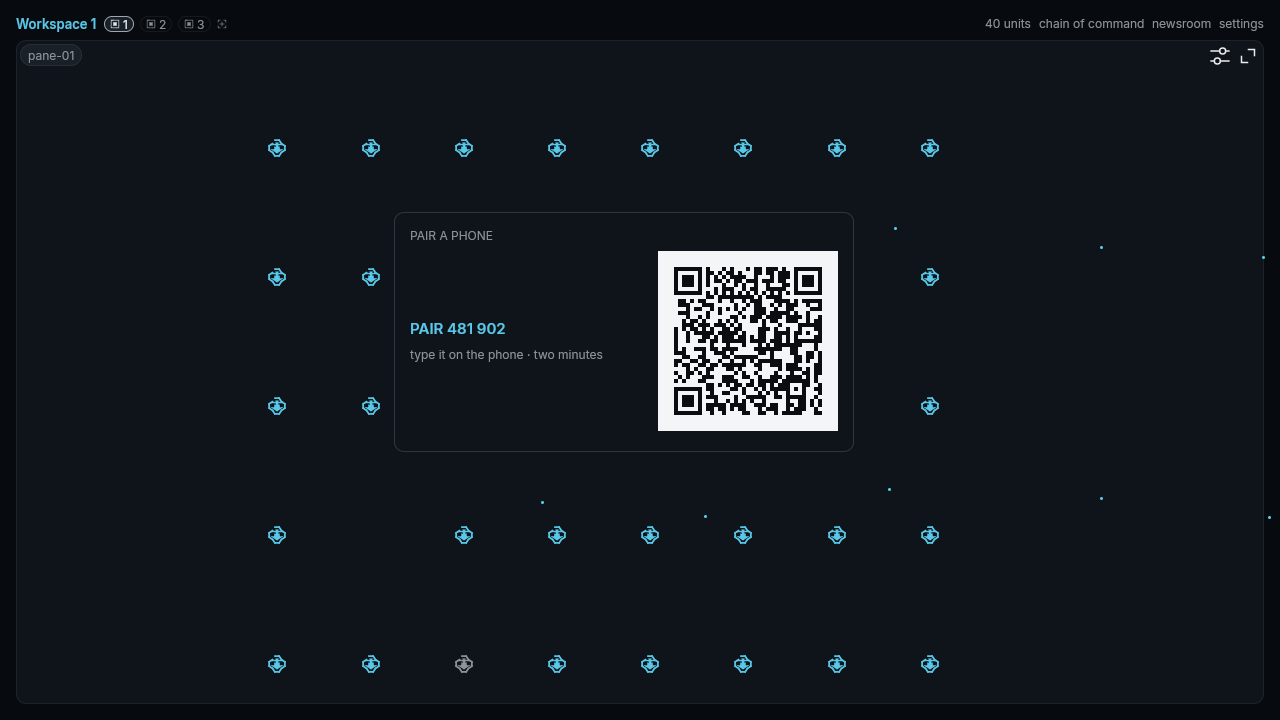 Workspace 1 1 2 3 40 units chain of command newsroom settings
pane-01
PAIR A PHONE
PAIR 481 902
type it on the phone · two minutes